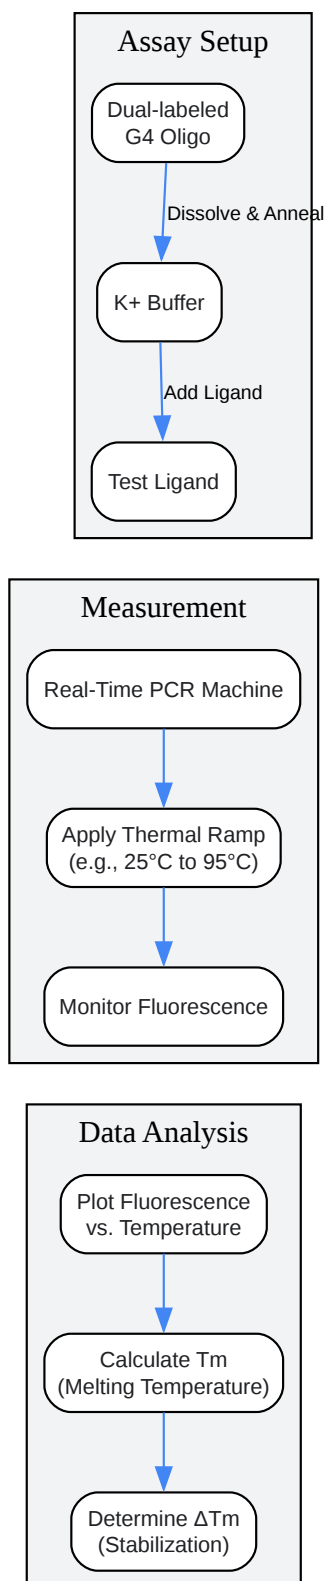 Assay Setup
Dual-labeled
G4 Oligo
Dissolve & Anneal
K+ Buffer
Add Ligand
Test Ligand
Measurement
Real-Time PCR Machine
Apply Thermal Ramp
(e.g., 25°C to 95°C)
Monitor Fluorescence
Data Analysis
Plot Fluorescence
vs. Temperature
Calculate Tm
(Melting Temperature)
Determine ΔTm
(Stabilization)